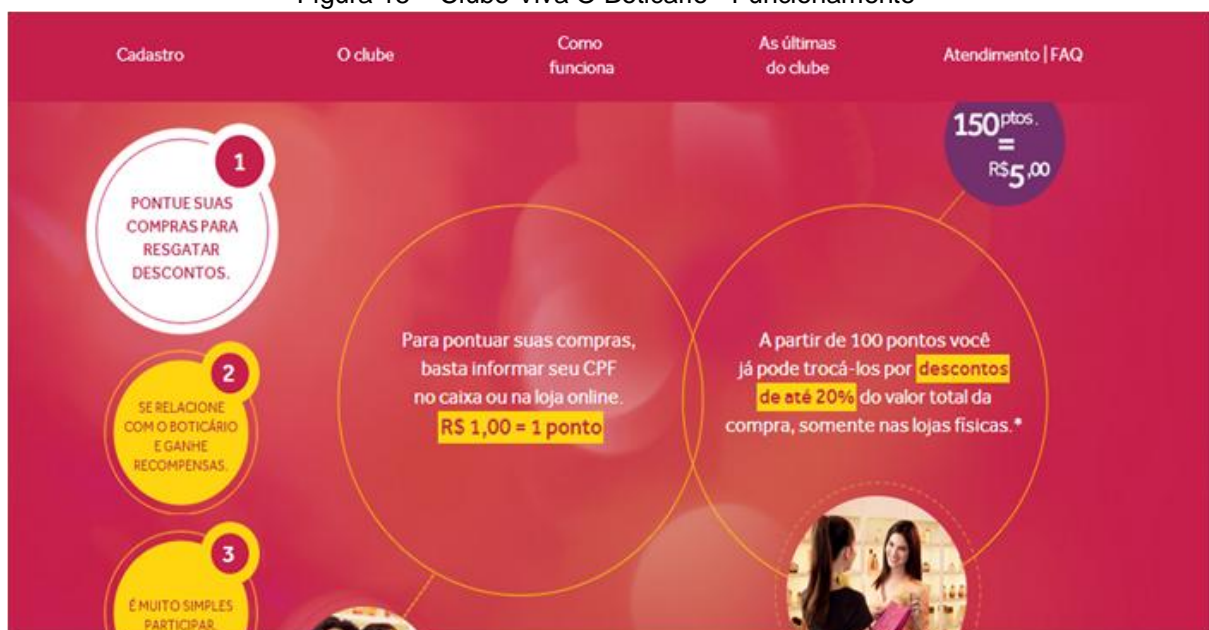 Figura – Clube Viva O Boticário - Funcionamento
Cadastro
O clube
Como
funciona
As últimas
do clube
Atendimento | FAQ
1
PONTUE SUAS
COMPRAS PARA
RESGATAR
DESCONTOS.
2
SE RELACIONE
COM O BOTICÁRIO
E GANHE
RECOMPENSAS.
3
É MUITO SIMPLES
PARTICIPAR.
Para pontuar suas compras,
basta informar seu CPF
no caixa ou na loja online.
R$ 1,00 = 1 ponto
150 ptos.
=
R$5,00
A partir de 100 pontos você
já pode trocá-los por descontos
de até 20% do valor total da
compra, somente nas lojas físicas.*